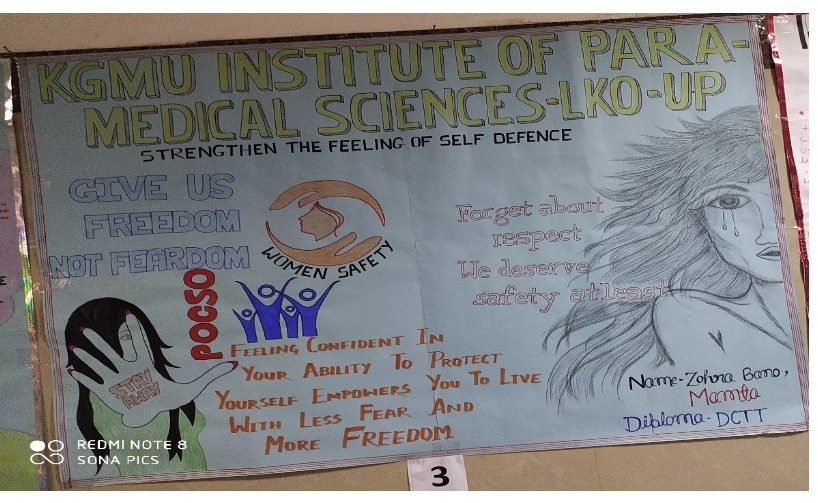 KGMU INSTITUTE OF PARA-
MEDICAL SCIENCES-LKO-UP
STRENGTHEN THE FEELING OF SELF DEFENCE
GIVE US
FREEDOM
NOT FEARDOM
WOMEN SAFETY
POCSO
STAY
AWAY
Forget about
respect
We deserve
safety atleast
FEELING CONFIDENT IN
YOUR ABILITY TO PROTECT
YOURSELF EMPOWERS YOU TO LIVE
WITH LESS FEAR AND
MORE FREEDOM
Name-Zohra Bano,
Mamta
Diploma-DCTT
REDMI NOTE 8
SONA PICS
3